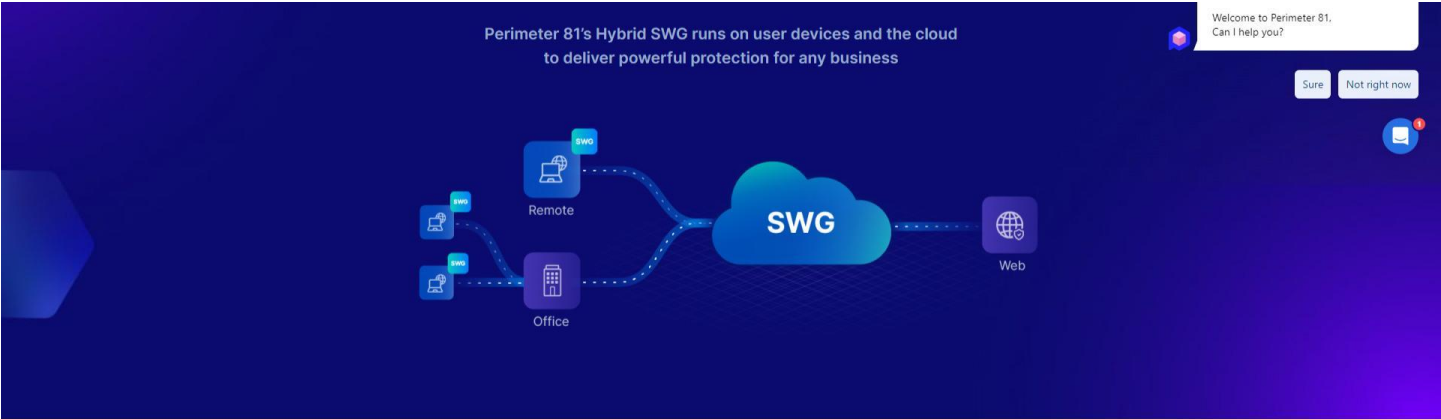 Perimeter 81's Hybrid SWG runs on user devices and the cloud
to deliver powerful protection for any business
Welcome to Perimeter 81.
Can I help you?
Sure
Not right now
1
SWG
Remote
SWG
SWG
Office
SWG
Web